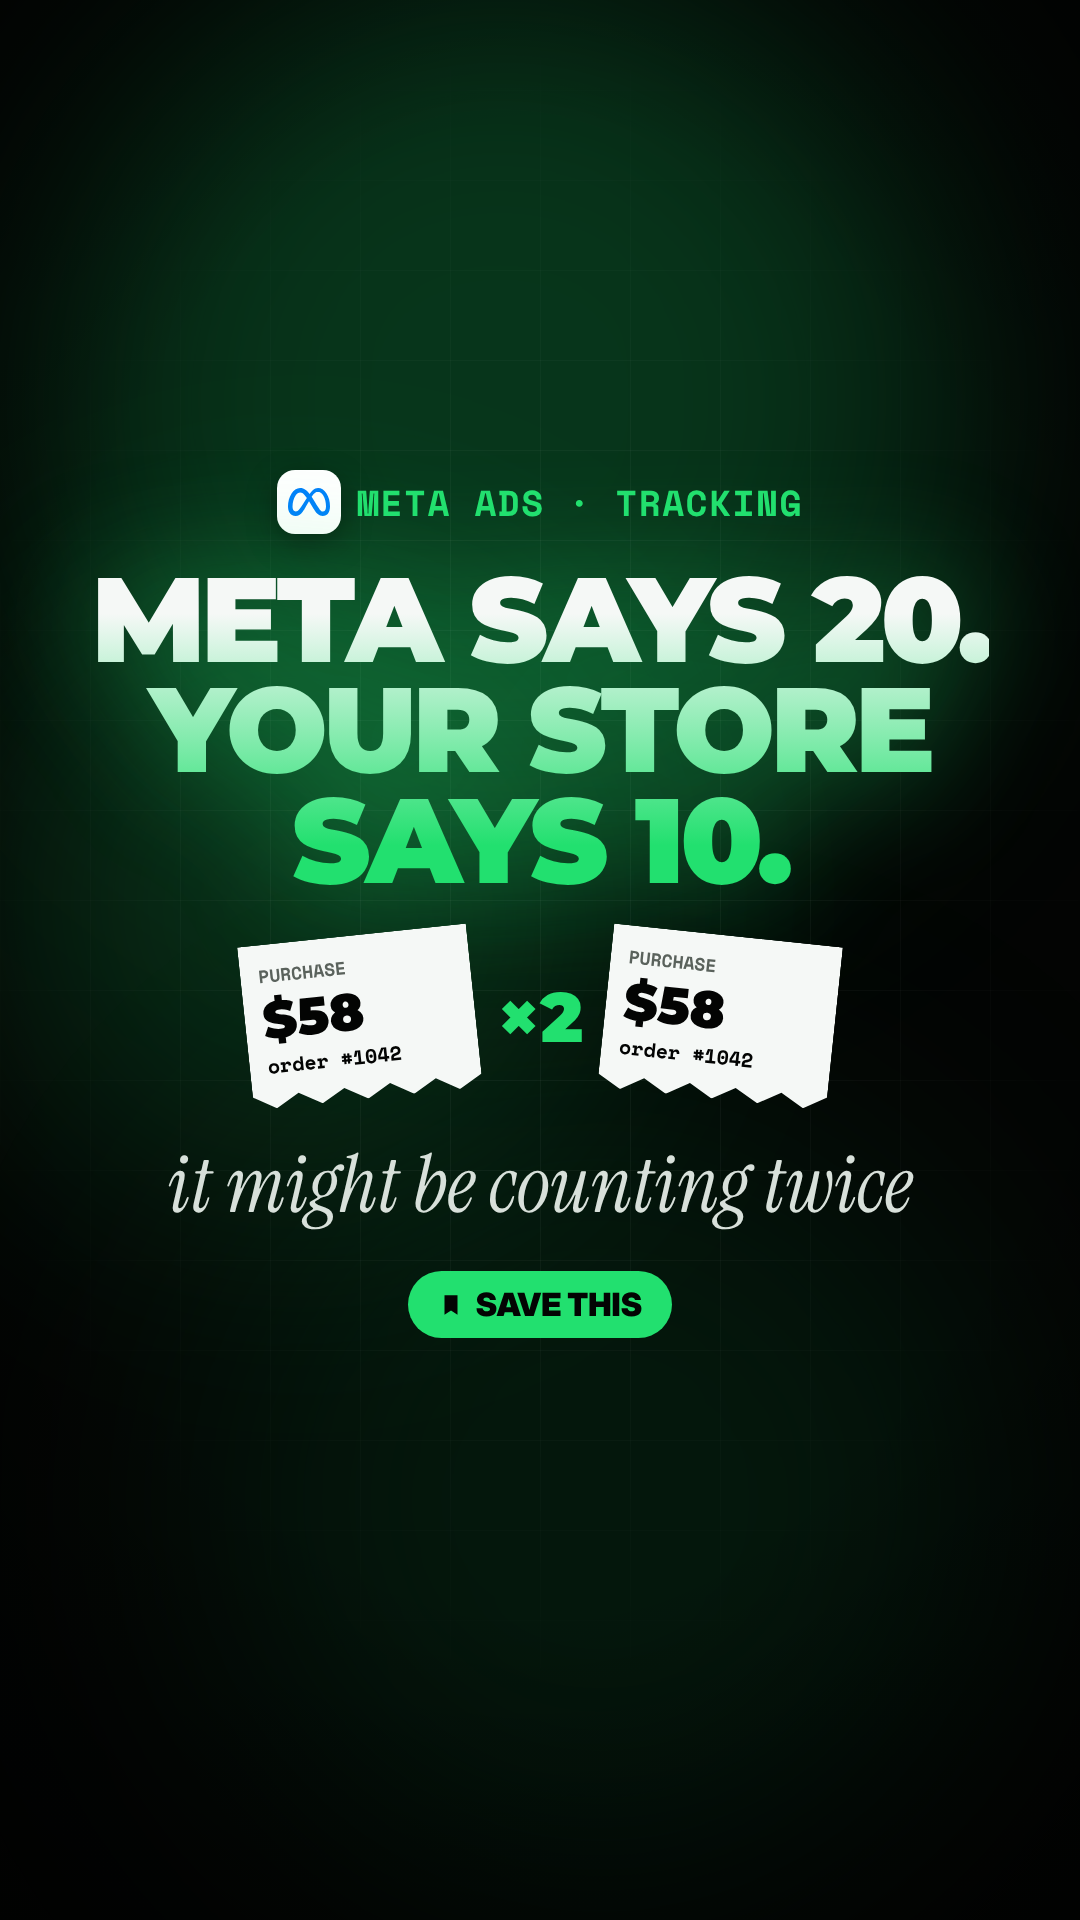 META ADS · TRACKING
META SAYS 20.
YOUR STORE
SAYS 10.
PURCHASE
$58
order #1042
×2
PURCHASE
$58
order #1042
it might be counting twice
SAVE THIS